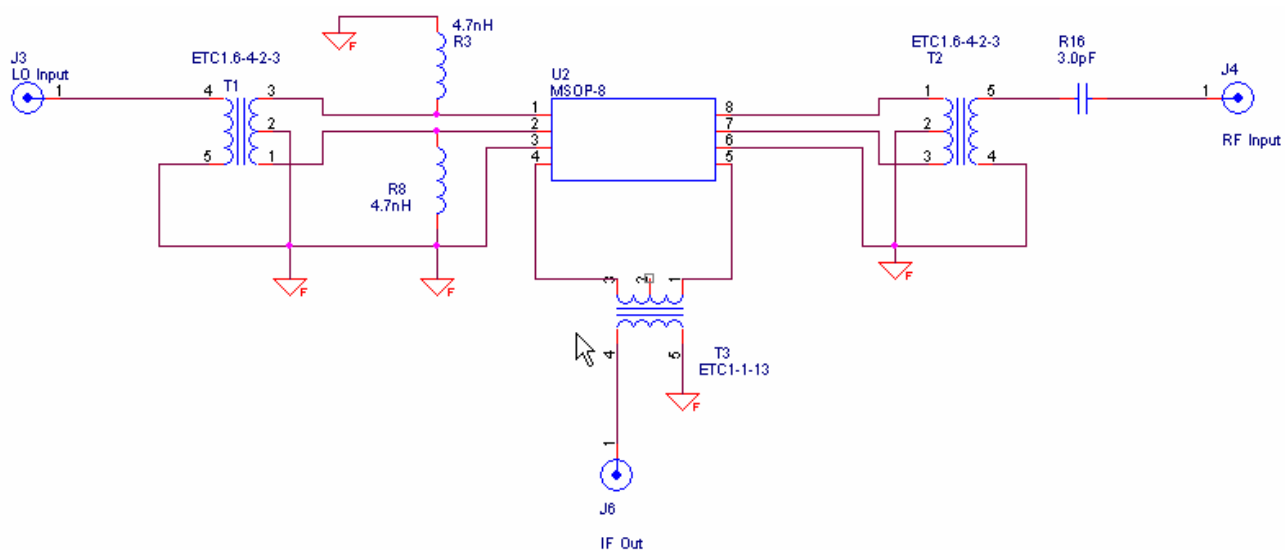 J3
LO Input
1
ETC1.6-4-2-3
T1
4
5
3
2
1
F
4.7nH
R3
R8
4.7nH
F
F
U2
MSOP-8
1
2
3
4
8
7
6
5
ETC1.6-4-2-3
T2
1
2
3
5
4
F
R16
3.0pF
J4
1
RF Input
3
2
1
4
5
T3
ETC1-1-13
F
1
J6
IF Out